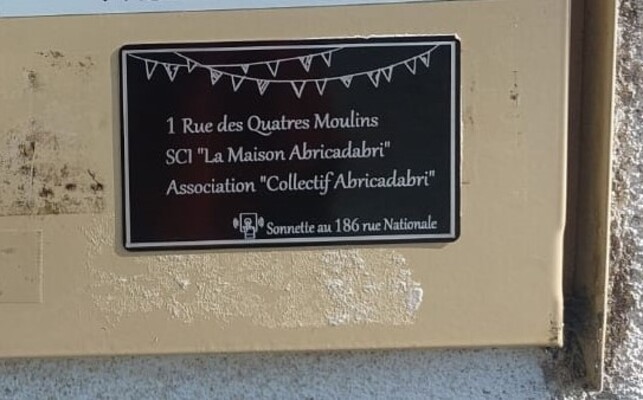 1 Rue des Quatres Moulins
SCI "La Maison Abricadabri"
Association "Collectif Abricadabri"
Sonnette au 186 rue Nationale